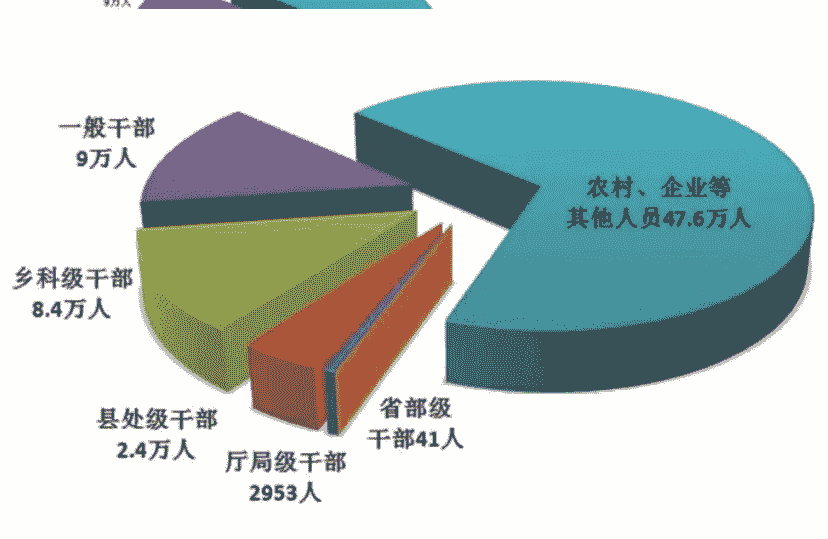 一般干部
9万人
农村、企业等
其他人员47.6万人
乡科级干部
8.4万人
县处级干部
2.4万人
厅局级干部
2953人
省部级
干部41人